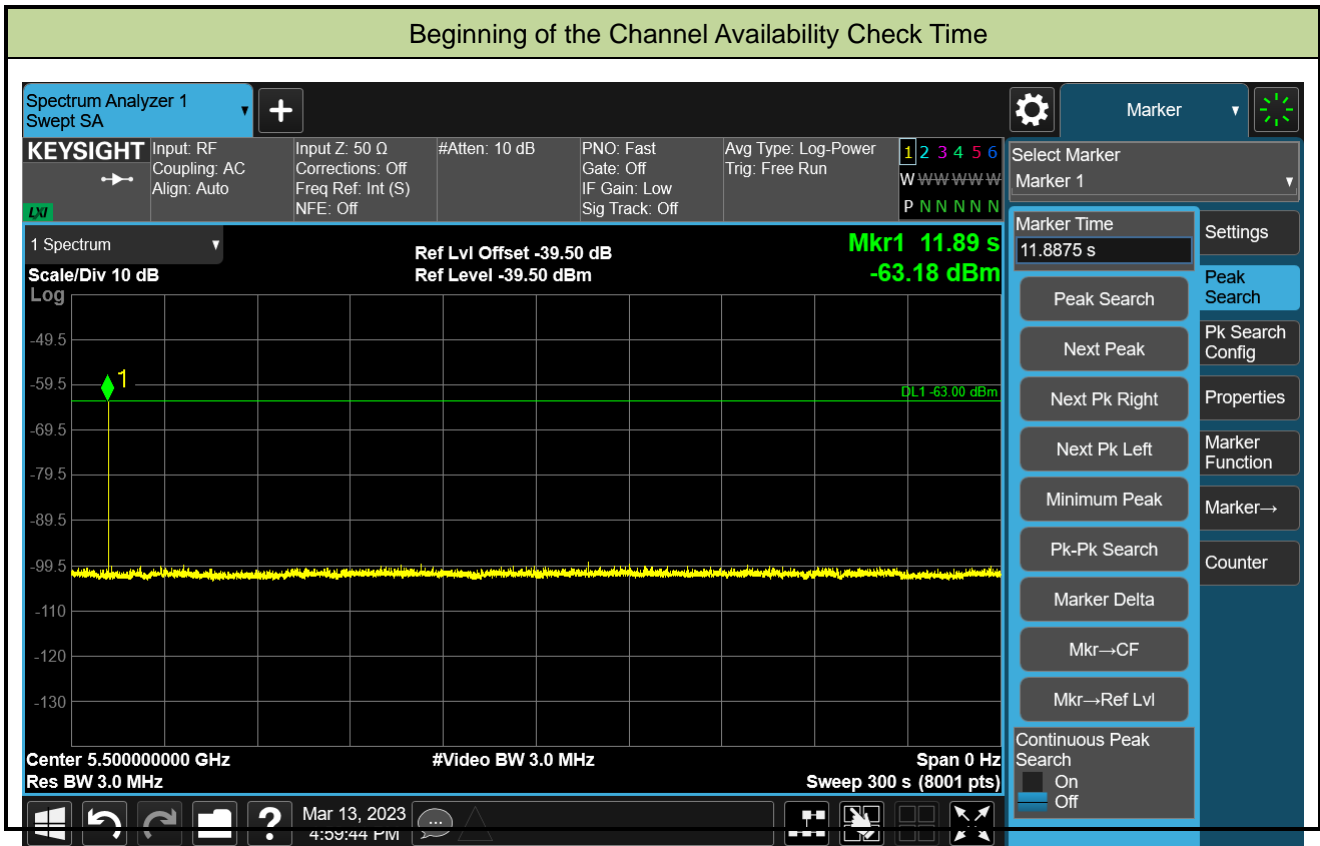 Beginning of the Channel Availability Check Time
Spectrum Analyzer 1
Swept SA
Marker
KEYSIGHT
LXI
Input: RF
Coupling: AC
Align: Auto
Input Z: 50 Ω
Corrections: Off
Freq Ref: Int (S)
NFE: Off
#Atten: 10 dB
PNO: Fast
Gate: Off
IF Gain: Low
Sig Track: Off
Avg Type: Log-Power
Trig: Free Run
1 2 3 4 5 6
W W W W W W
P N N N N N
Select Marker
Marker 1
1 Spectrum
Scale/Div 10 dB
Ref Lvl Offset -39.50 dB
Ref Level -39.50 dBm
Mkr1 11.89 s
-63.18 dBm
Log
-49.5
-59.5
-69.5
-79.5
-89.5
-99.5
-110
-120
-130
1
DL1 -63.00 dBm
Center 5.500000000 GHz
Res BW 3.0 MHz
#Video BW 3.0 MHz
Span 0 Hz
Sweep 300 s (8001 pts)
Marker Time
11.8875 s
Peak Search
Next Peak
Next Pk Right
Next Pk Left
Minimum Peak
Pk-Pk Search
Marker Delta
Mkr→CF
Mkr→Ref Lvl
Continuous Peak
Search
On
Off
Settings
Peak
Search
Pk Search
Config
Properties
Marker
Function
Marker→
Counter
?
Mar 13, 2023
4:59:44 PM